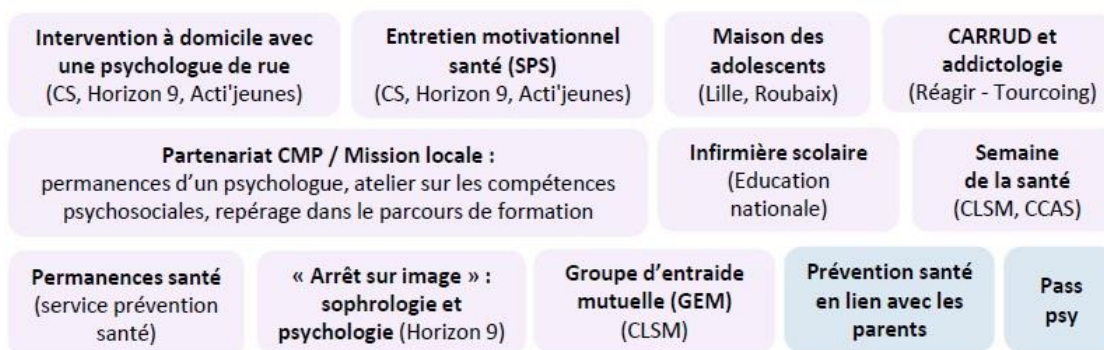 Intervention à domicile avec
une psychologue de rue
(CS, Horizon 9, Acti'jeunes)
Entretien motivationnel
santé (SPS)
(CS, Horizon 9, Acti'jeunes)
Maison des
adolescents
(Lille, Roubaix)
CARRUD et
addictologie
(Réagir - Tourcoing)
Partenariat CMP / Mission locale :
permanences d’un psychologue, atelier sur les compétences
psychosociales, repérage dans le parcours de formation
Infirmière scolaire
(Education
nationale)
Semaine
de la santé
(CLSM, CCAS)
Permanences santé
(service prévention
santé)
« Arrêt sur image » :
sophrologie et
psychologie (Horizon 9)
Groupe d’entraide
mutuelle (GEM)
(CLSM)
Prévention santé
en lien avec les
parents
Pass
psy